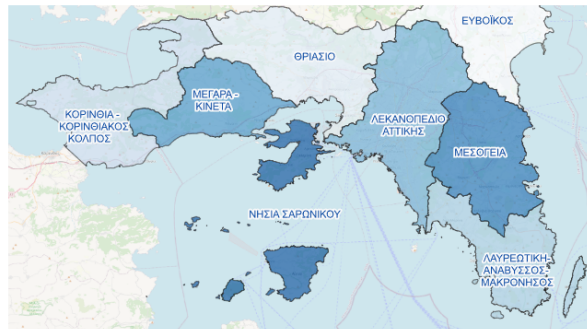 ΕΥΒΟΪΚΟΣ
ΘΡΙΑΣΙΟ
ΜΕΓΑΡΑ -
ΚΙΝΕΤΑ
ΚΟΡΙΝΘΙΑ -
ΚΟΡΙΝΘΙΑΚΟΣ
ΚΟΛΠΟΣ
ΛΕΚΑΝΟΠΕΔΙΟ
ΑΤΤΙΚΗΣ
ΜΕΣΟΓΕΙΑ
ΝΗΣΙΑ ΣΑΡΩΝΙΚΟΥ
ΛΑΥΡΕΩΤΙΚΗ-
ΑΝΑΒΥΣΣΟΣ-
ΜΑΚΡΟΝΗΣΟΣ